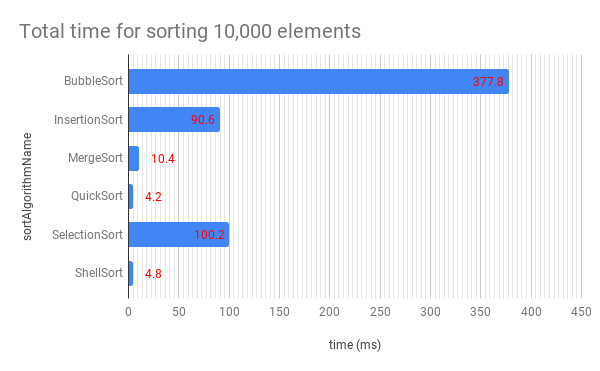 Total time for sorting 10,000 elements
sortAlgorithmName
BubbleSort 377.8
InsertionSort 90.6
MergeSort 10.4
QuickSort 4.2
SelectionSort 100.2
ShellSort 4.8
0 50 100 150 200 250 300 350 400 450
time (ms)